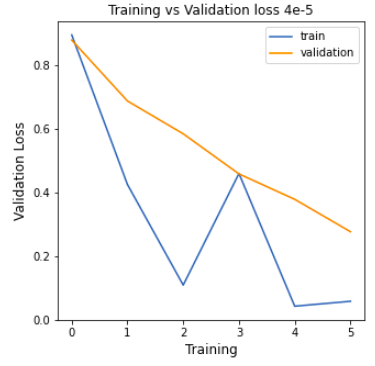 Training vs Validation loss 4e-5
train
validation
Validation Loss
0.8
0.6
0.4
0.2
0.0
0 1 2 3 4 5
Training